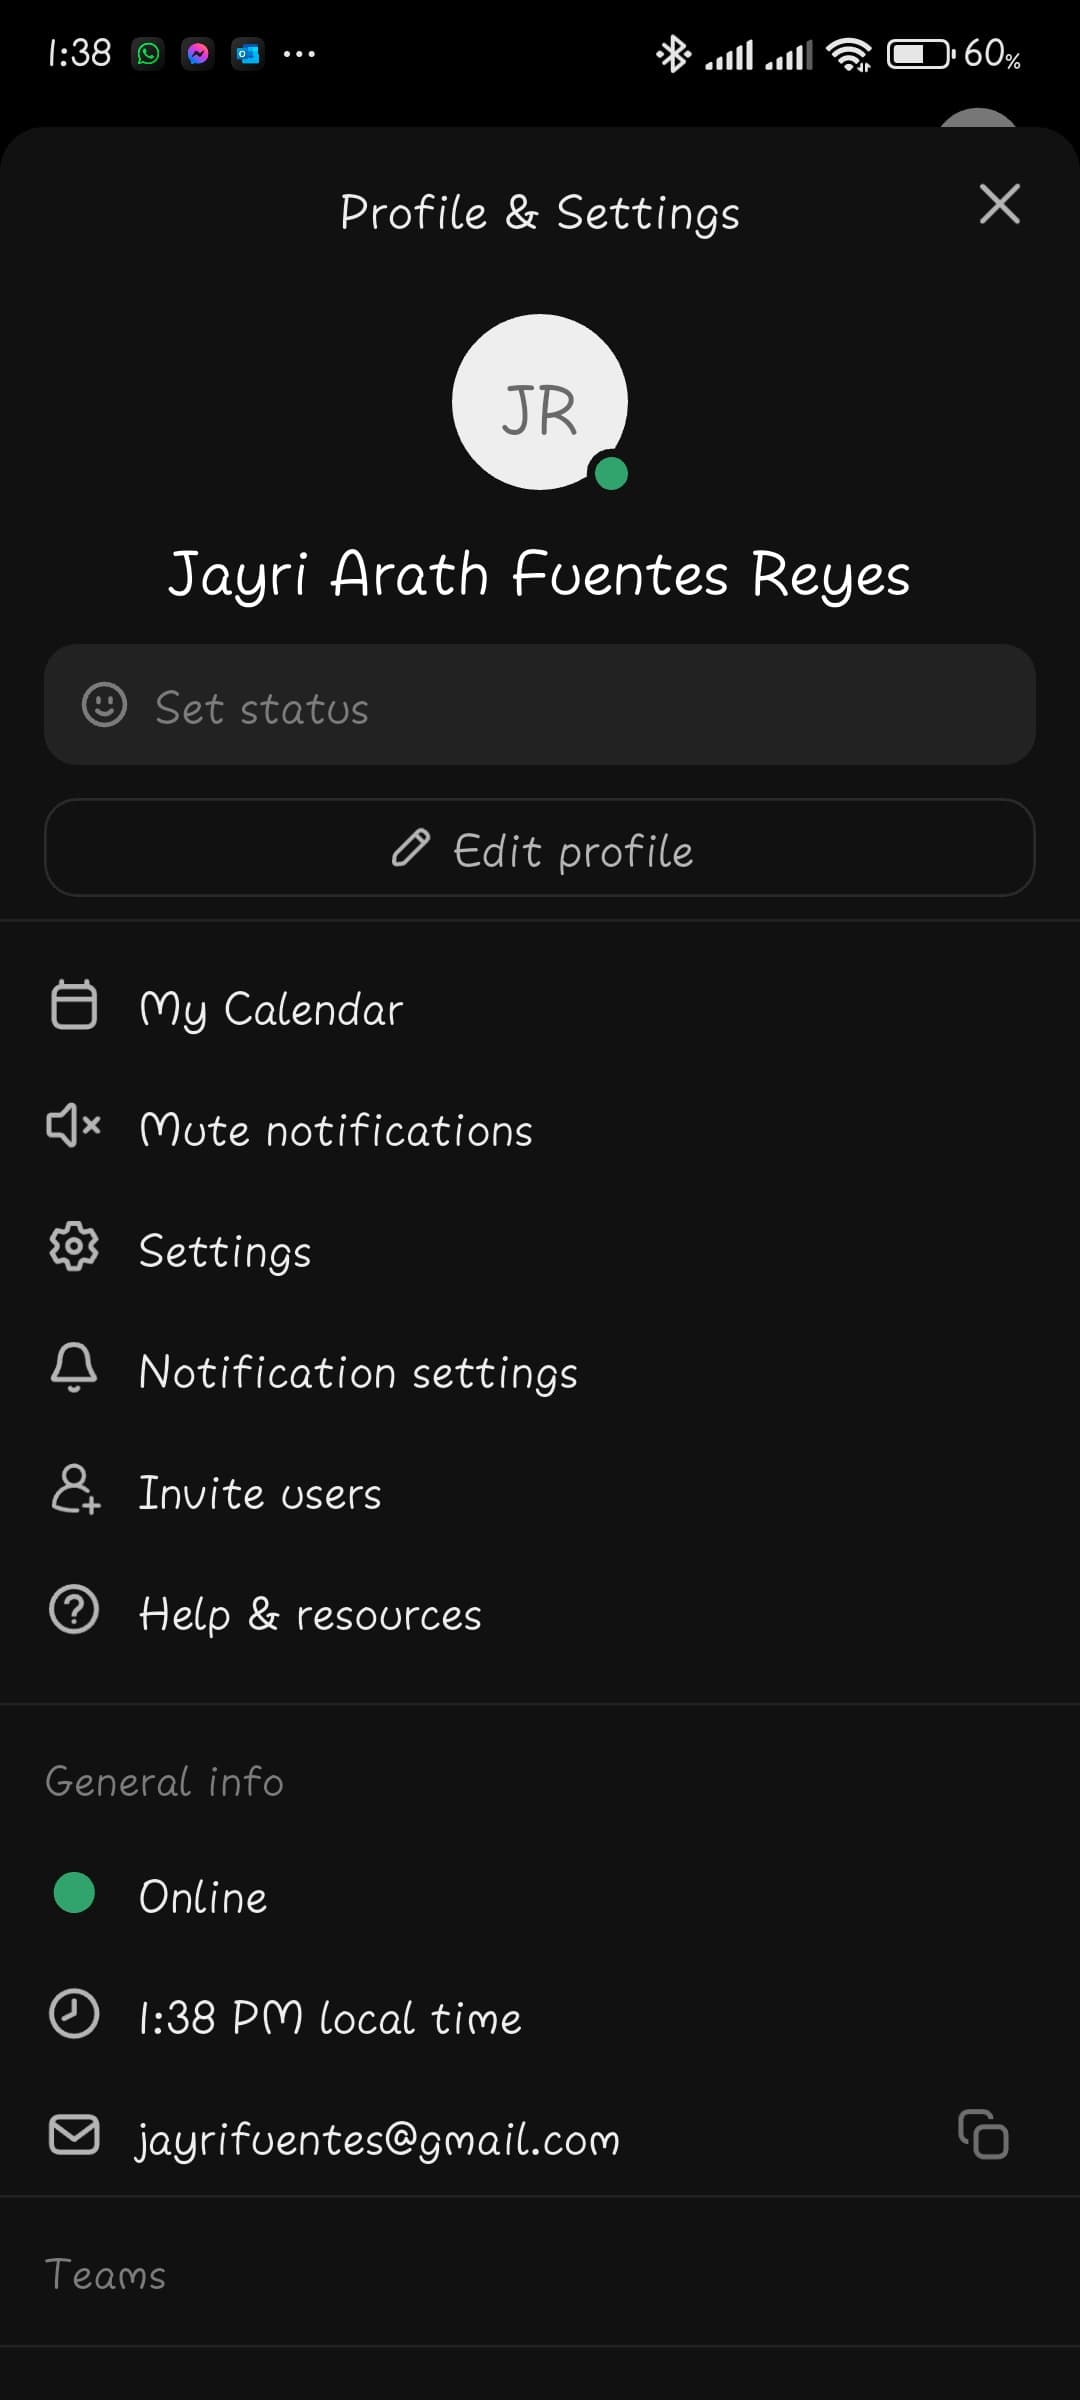 1:38
60%
Profile & Settings
JR
Jayri Arath Fuentes Reyes
Set status
Edit profile
My Calendar
Mute notifications
Settings
Notification settings
Invite users
Help & resources
General info
Online
1:38 PM local time
jayrifuentes@gmail.com
Teams